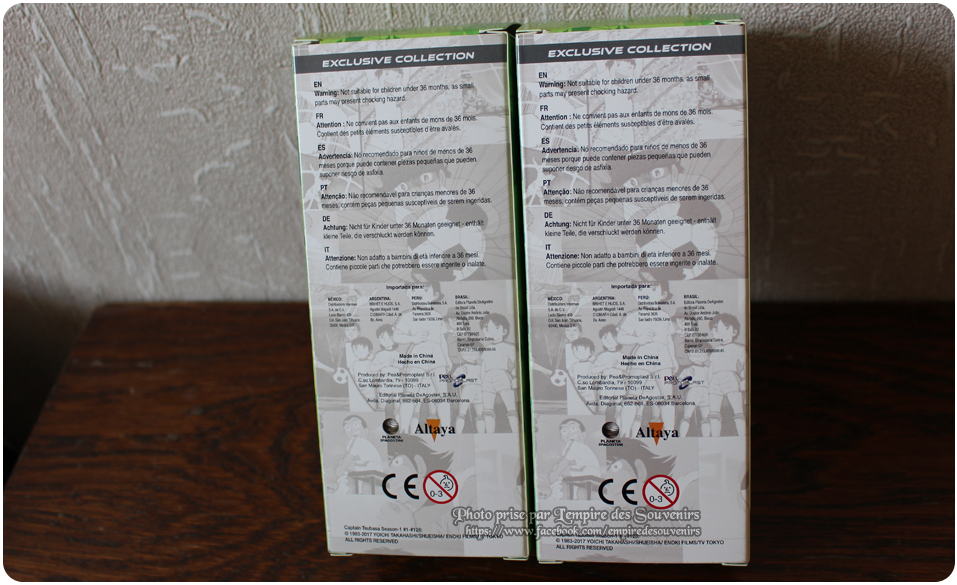 EXCLUSIVE COLLECTION
EN
Warning: Not suitable for children under 36 months, as small
parts may present chocking hazard.
FR
Attention : Ne convient pas aux enfants de mons de 36 mois.
Contient des petits éléments susceptibles d'être avalés.
ES
Advertencia: No recomendado para niños de menos de 36
meses porque puede contener piezas pequeñas que pueden
suponer riesgo de asfixia.
PT
Atenção: Não recomendavel para crianças menores de 36
meses, contém peças pequenas susceptiveis de serem ingeridas.
DE
Achtung: Nicht für Kinder unter 36 Monaten geeignet - enthält
kleine Teile, die verschluckt werden können.
IT
Attenzione: Non adatto a bambini di età inferiore a 36 mesi.
Contiene piccole parti che potrebbero essere ingerite o inalate.
Importada para:
MÉXICO:
ARGENTINA:
PERÚ:
BRASIL:
Made in China
Hecho en China
Produced by: Peo&Promoplast S.r.l.
C.so Lombardia, 79 - 10099
San Mauro Torinese (TO) - ITALY
Editorial Planeta DeAgostini, S.A.U.
Avda. Diagonal, 662-664, ES-08034 Barcelona
PLANETA
DEAGOSTINI
Altaya
CE
0-3
Captain Tsubasa Season-1 #1-#128:
© 1983-2017 YOICHI TAKAHASHI/SHUEISHA/ ENOKI FILMS/TV TOKYO
ALL RIGHTS RESERVED
EXCLUSIVE COLLECTION
EN
Warning: Not suitable for children under 36 months, as small
parts may present chocking hazard.
FR
Attention : Ne convient pas aux enfants de mons de 36 mois.
Contient des petits éléments susceptibles d'être avalés.
ES
Advertencia: No recomendado para niños de menos de 36
meses porque puede contener piezas pequeñas que pueden
suponer riesgo de asfixia.
PT
Atenção: Não recomendavel para crianças menores de 36
meses, contém peças pequenas susceptiveis de serem ingeridas.
DE
Achtung: Nicht für Kinder unter 36 Monaten geeignet - enthält
kleine Teile, die verschluckt werden können.
IT
Attenzione: Non adatto a bambini di età inferiore a 36 mesi.
Contiene piccole parti che potrebbero essere ingerite o inalate.
Importada para:
MÉXICO:
ARGENTINA:
PERÚ:
BRASIL:
Made in China
Hecho en China
Produced by: Peo&Promoplast S.r.l.
C.so Lombardia, 79 - 10099
San Mauro Torinese (TO) - ITALY
Editorial Planeta DeAgostini, S.A.U.
Avda. Diagonal, 662-664, ES-08034 Barcelona
PLANETA
DEAGOSTINI
Altaya
CE
0-3
© 1983-2017 YOICHI TAKAHASHI/SHUEISHA/ ENOKI FILMS/TV TOKYO
ALL RIGHTS RESERVED
Photo prise par L'empire des Souvenirs
https://www.facebook.com/empiredesouvenirs